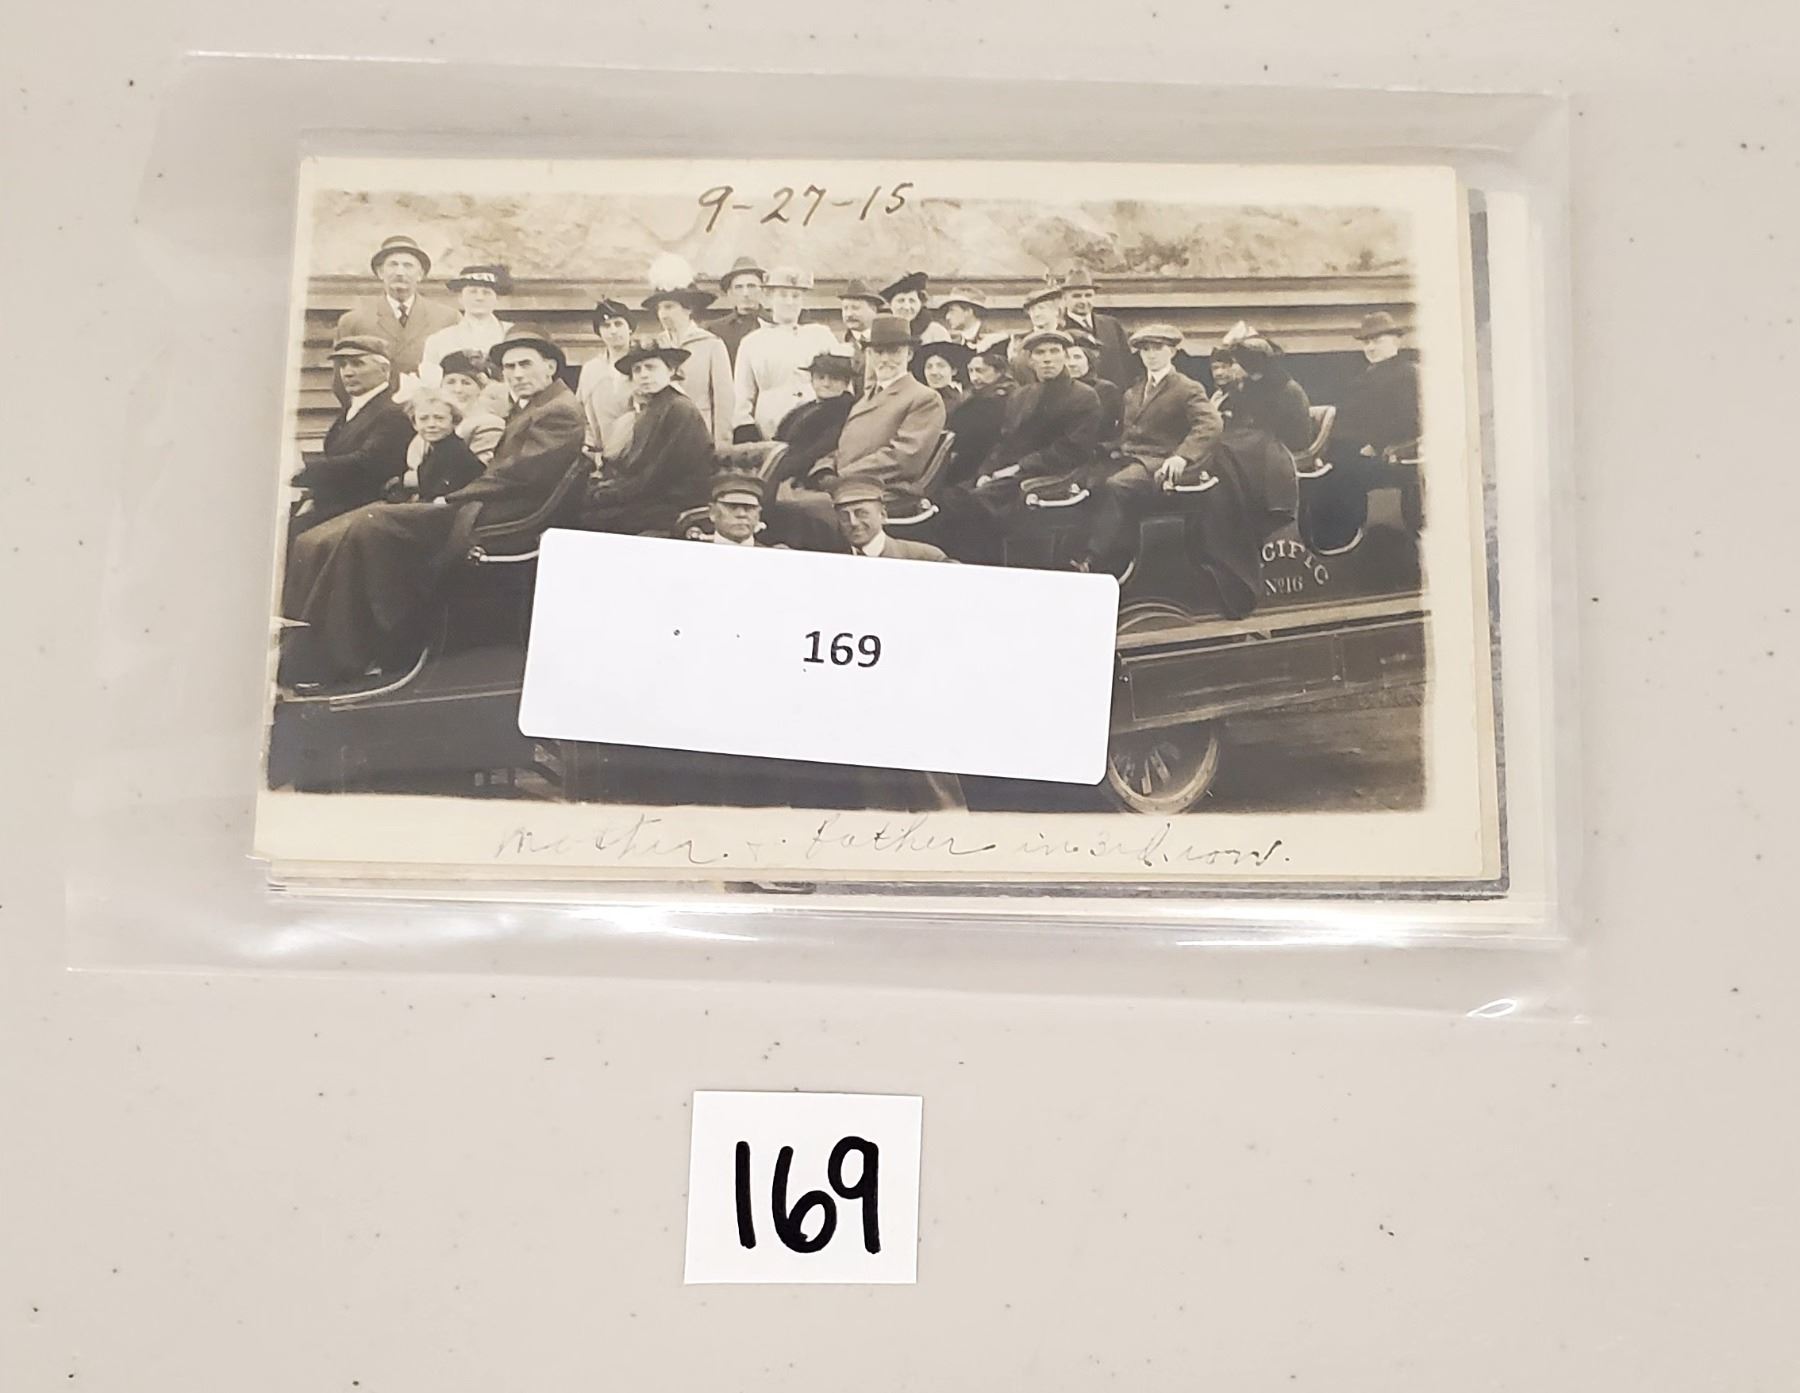 9-27-15
CIFIC
No 16
169
mother. & father in 3rd. row.
169